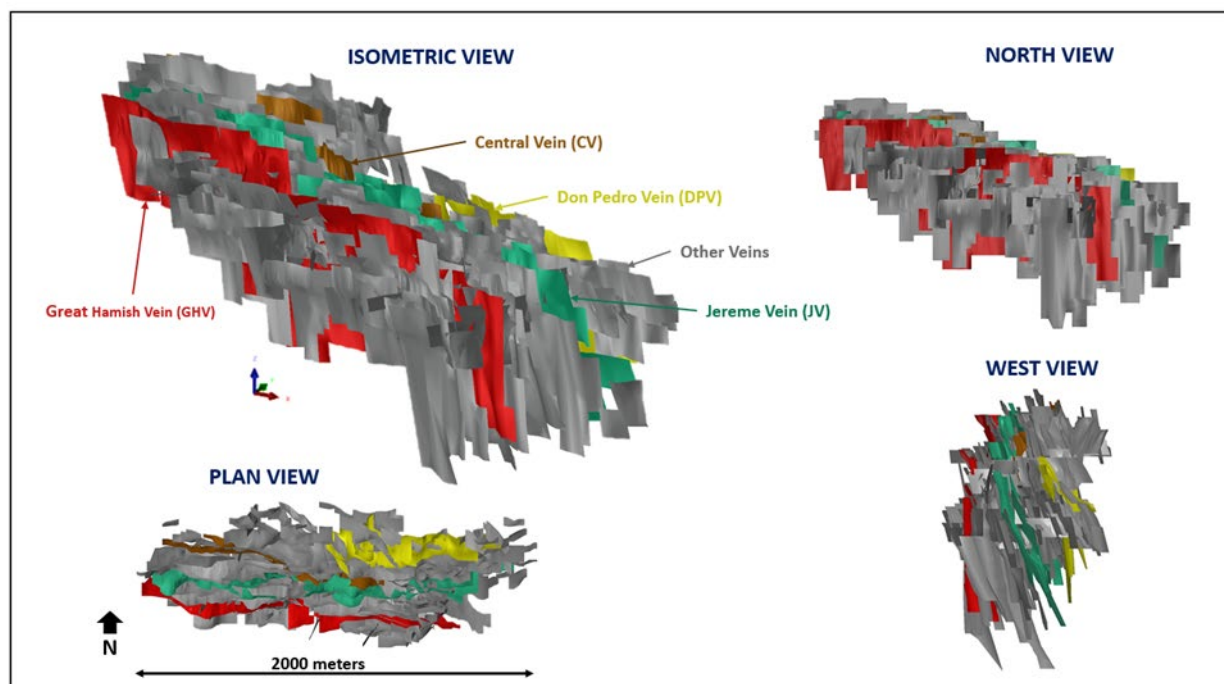 ISOMETRIC VIEW
NORTH VIEW
Central Vein (CV)
Don Pedro Vein (DPV)
Other Veins
Great Hamish Vein (GHV)
Jereme Vein (JV)
WEST VIEW
PLAN VIEW
N
2000 meters